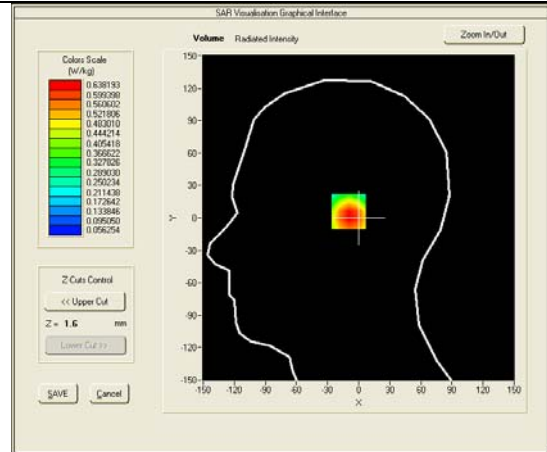 SAR Visualisation Graphical Interface
Volume Radiated Intensity
Zoom In/Out
Colors Scale
(W/kg)
0.638193
0.599398
0.560602
0.521806
0.483010
0.444214
0.405418
0.366622
0.327826
0.289030
0.250234
0.211438
0.172642
0.133846
0.095050
0.056254
Z Cuts Control
<< Upper Cut
Z = 1.6 mm
Lower Cut >>
SAVE Cancel
150-
120-
90-
60-
30-
0-
-30-
-60-
-90-
-120-
-150-
Y
-150 -120 -90 -60 -30 0 30 60 90 120 150
X